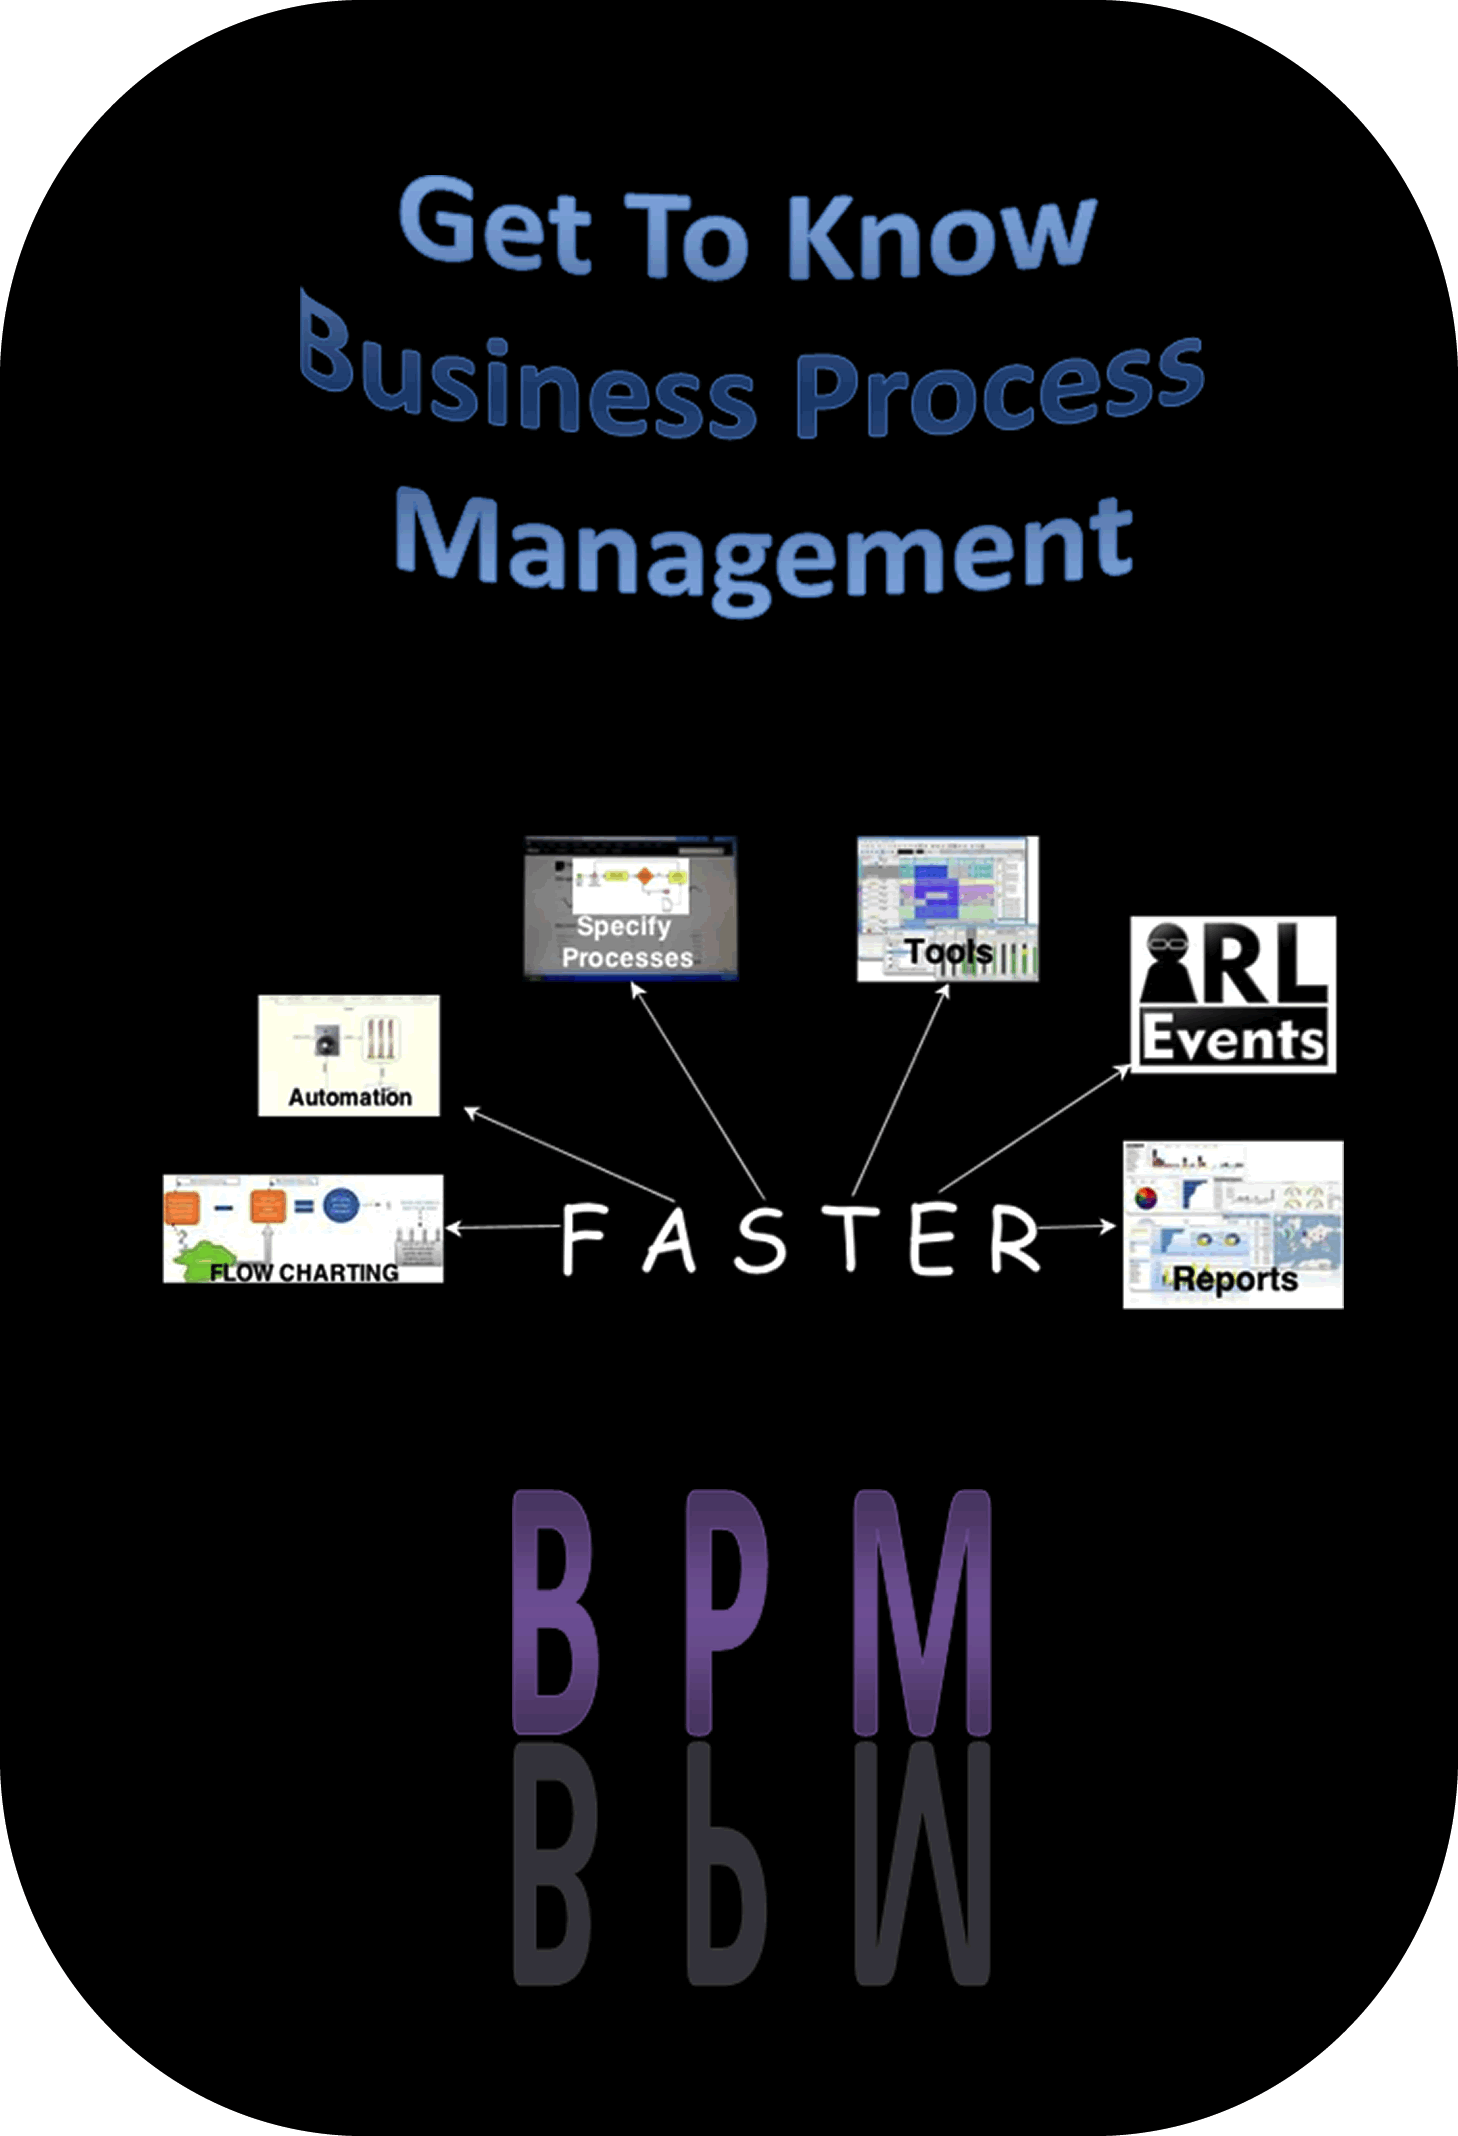 Get To Know
Business Process
Management
Specify
Processes
Tools
RL
Events
Automation
FLOW CHARTING
FASTER
Reports
BPM